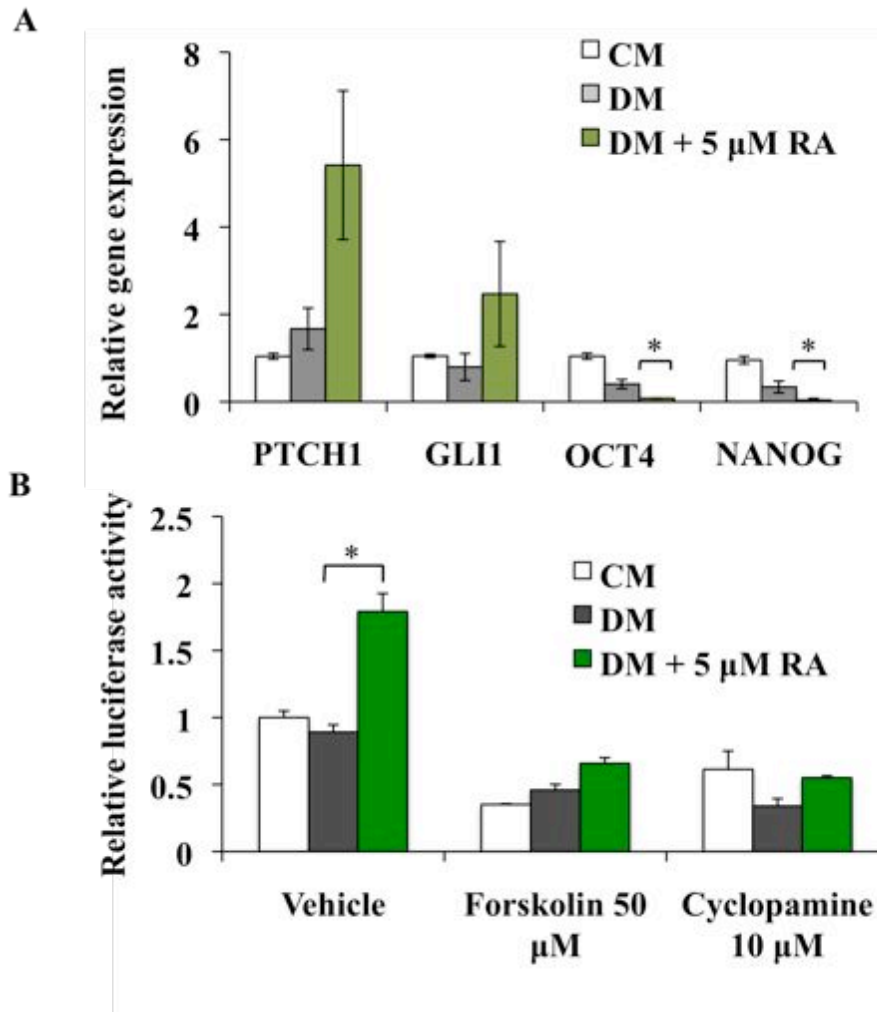 A
8
6
4
2
0
Relative gene expression
CM
DM
DM + 5 µM RA
*
*
PTCH1
GLI1
OCT4
NANOG
B
2.5
2
1.5
1
0.5
0
Relative luciferase activity
*
CM
DM
DM + 5 µM RA
Vehicle
Forskolin 50
µM
Cyclopamine
10 µM